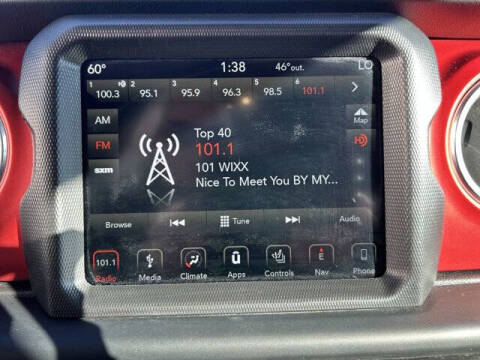 60° 1:38 46°out. LO
1 2 3 4 5 6
100.3 95.1 95.9 96.3 98.5 101.1
AM
FM
sxm
Map
HD
Top 40
101.1
101 WIXX
Nice To Meet You BY MY...
Browse Tune Audio
101.1
Radio Media Climate Apps Controls Nav Phone